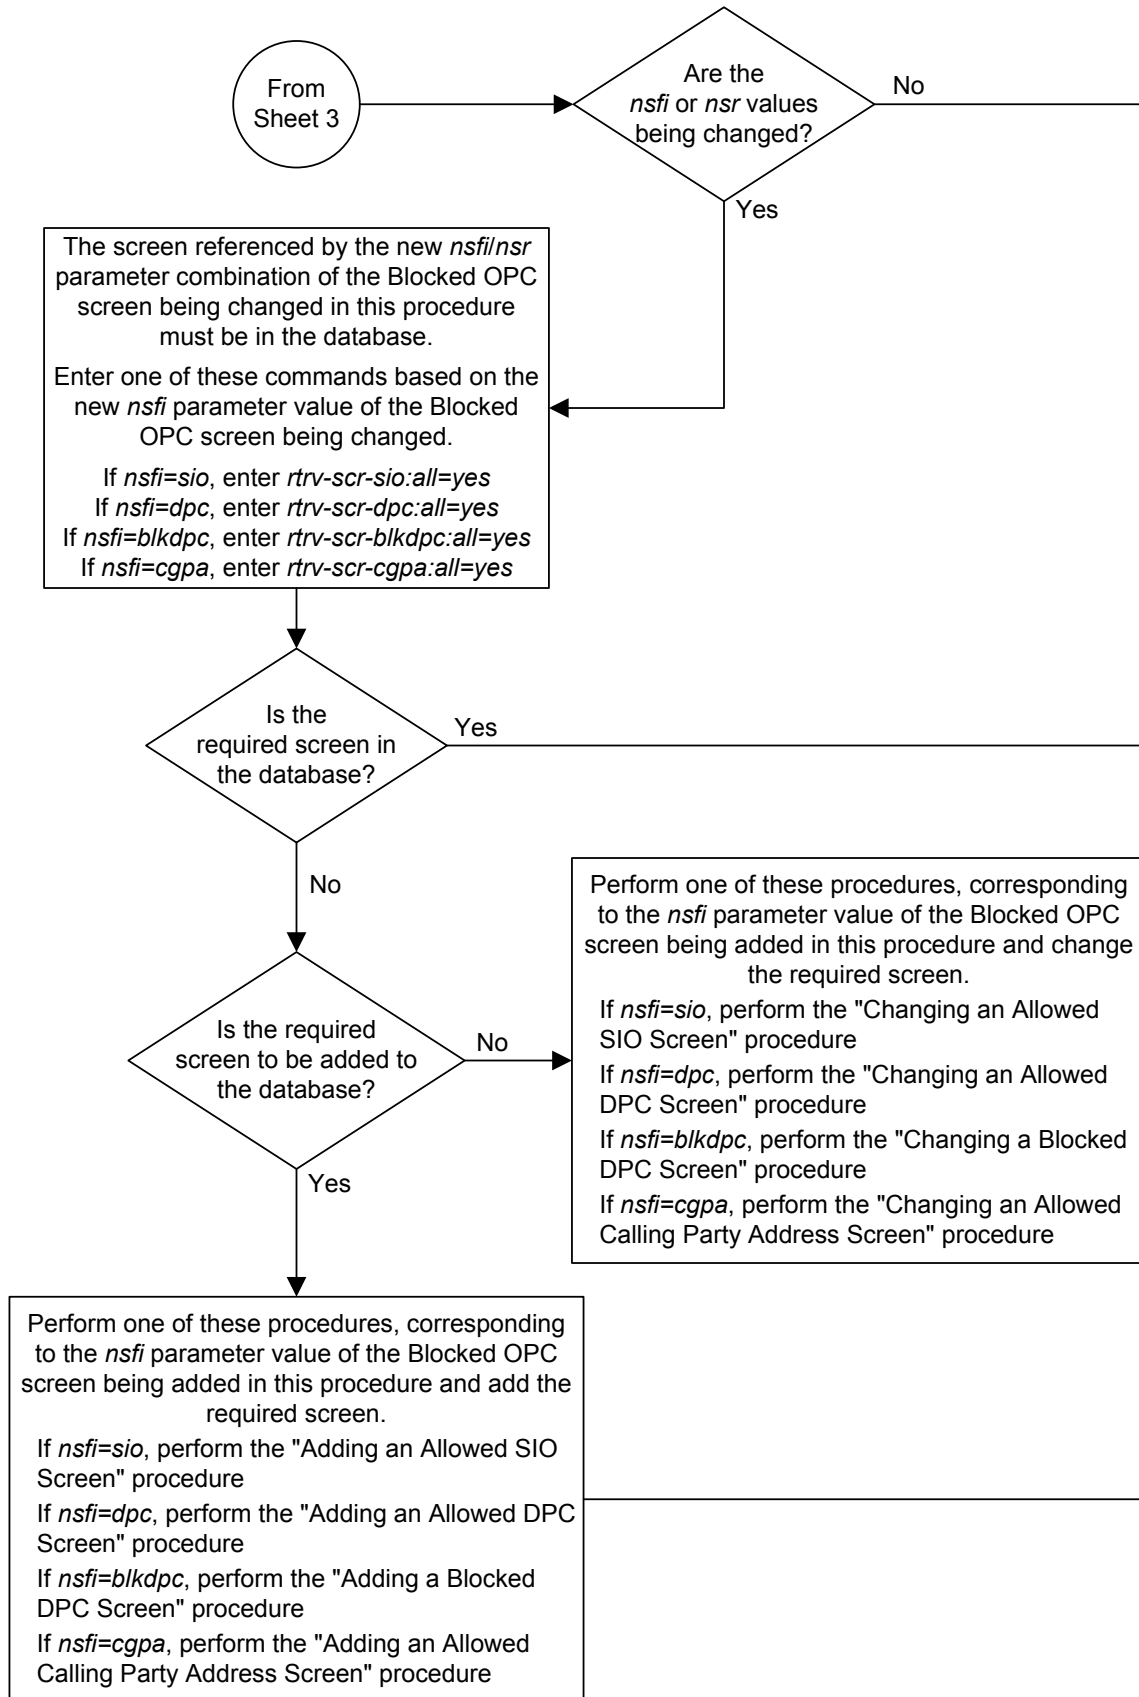 From
Sheet 3
Are the
nsfi or nsr values
being changed?
No
Yes
The screen referenced by the new nsfi/nsr
parameter combination of the Blocked OPC
screen being changed in this procedure
must be in the database.
Enter one of these commands based on the
new nsfi parameter value of the Blocked
OPC screen being changed.
If nsfi=sio, enter rtrv-scr-sio:all=yes
If nsfi=dpc, enter rtrv-scr-dpc:all=yes
If nsfi=blkdpc, enter rtrv-scr-blkdpc:all=yes
If nsfi=cgpa, enter rtrv-scr-cgpa:all=yes
Is the
required screen in
the database?
Yes
No
Is the required
screen to be added to
the database?
No
Yes
Perform one of these procedures, corresponding
to the nsfi parameter value of the Blocked OPC
screen being added in this procedure and change
the required screen.
If nsfi=sio, perform the "Changing an Allowed
SIO Screen" procedure
If nsfi=dpc, perform the "Changing an Allowed
DPC Screen" procedure
If nsfi=blkdpc, perform the "Changing a Blocked
DPC Screen" procedure
If nsfi=cgpa, perform the "Changing an Allowed
Calling Party Address Screen" procedure
Perform one of these procedures, corresponding
to the nsfi parameter value of the Blocked OPC
screen being added in this procedure and add the
required screen.
If nsfi=sio, perform the "Adding an Allowed SIO
Screen" procedure
If nsfi=dpc, perform the "Adding an Allowed DPC
Screen" procedure
If nsfi=blkdpc, perform the "Adding a Blocked
DPC Screen" procedure
If nsfi=cgpa, perform the "Adding an Allowed
Calling Party Address Screen" procedure